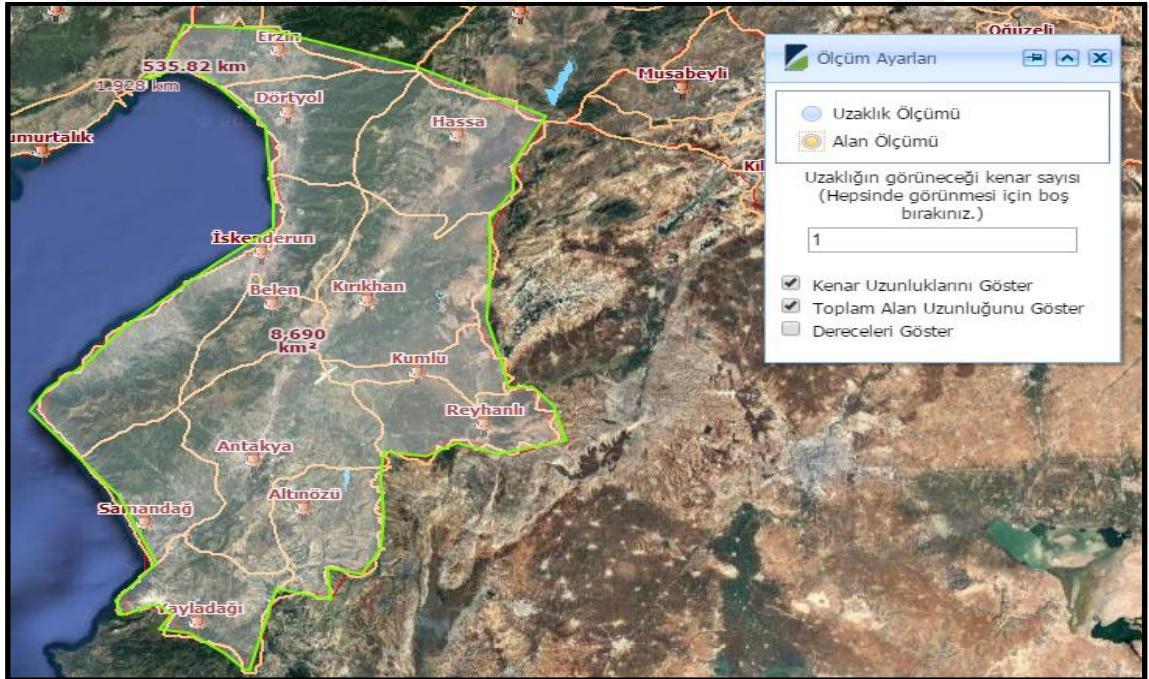 Erzin
535.82 km
1.928 km
Dörtyol
Hassa
Musabeyli
Oğuzeli
umurtalık
Kil
İskenderun
Belen
Kırıkhan
8,690
km²
Kumlu
Reyhanlı
Antakya
Altınözü
Samandağ
Yayladağı
Ölçüm Ayarları
Uzaklık Ölçümü
Alan Ölçümü
Uzaklığın görüneceği kenar sayısı
(Hepsinde görünmesi için boş
bırakınız.)
1
Kenar Uzunluklarını Göster
Toplam Alan Uzunluğunu Göster
Dereceleri Göster